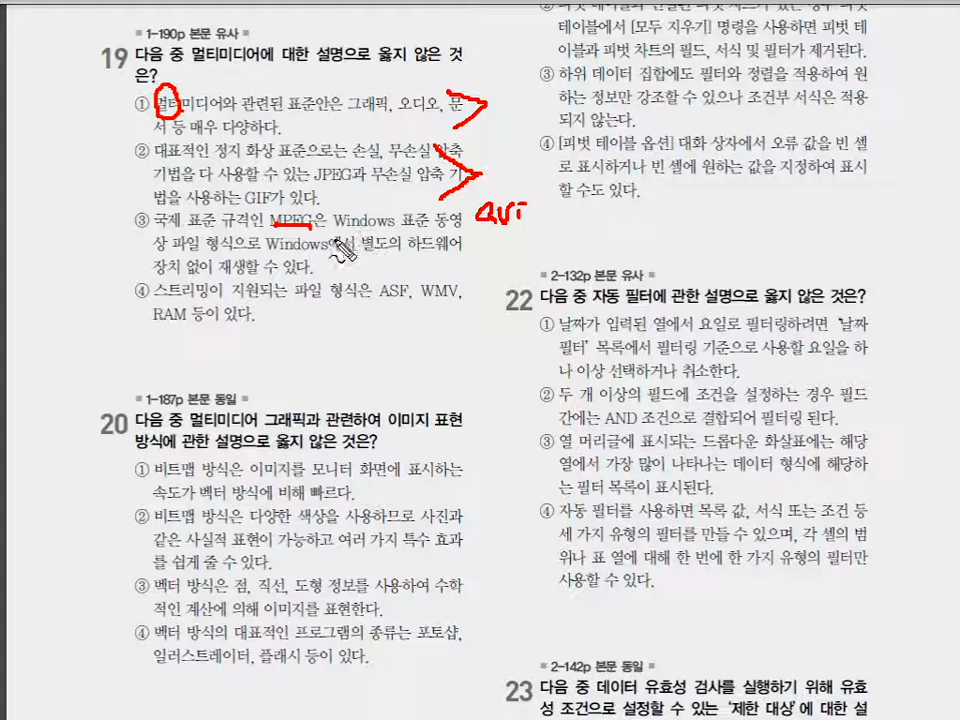 ■ 1-190p 본문 유사 ■
19 다음 중 멀티미디어에 대한 설명으로 옳지 않은 것
은?
① 멀티미디어와 관련된 표준안은 그래픽, 오디오, 문
서 등 매우 다양하다.
② 대표적인 정지 화상 표준으로는 손실, 무손실 압축
기법을 다 사용할 수 있는 JPEG과 무손실 압축 기
법을 사용하는 GIF가 있다.
avi
③ 국제 표준 규격인 MPEG은 Windows 표준 동영
상 파일 형식으로 Windows에서 별도의 하드웨어
장치 없이 재생할 수 있다.
④ 스트리밍이 지원되는 파일 형식은 ASF, WMV,
RAM 등이 있다.
■ 1-187p 본문 동일 ■
20 다음 중 멀티미디어 그래픽과 관련하여 이미지 표현
방식에 관한 설명으로 옳지 않은 것은?
① 비트맵 방식은 이미지를 모니터 화면에 표시하는
속도가 벡터 방식에 비해 빠르다.
② 비트맵 방식은 다양한 색상을 사용하므로 사진과
같은 사실적 표현이 가능하고 여러 가지 특수 효과
를 쉽게 줄 수 있다.
③ 벡터 방식은 점, 직선, 도형 정보를 사용하여 수학
적인 계산에 의해 이미지를 표현한다.
④ 벡터 방식의 대표적인 프로그램의 종류는 포토샵,
일러스트레이터, 플래시 등이 있다.
테이블에서 [모두 지우기] 명령을 사용하면 피벗 테
이블과 피벗 차트의 필드, 서식 및 필터가 제거된다.
③ 하위 데이터 집합에도 필터와 정렬을 적용하여 원
하는 정보만 강조할 수 있으나 조건부 서식은 적용
되지 않는다.
④ [피벗 테이블 옵션] 대화 상자에서 오류 값을 빈 셀
로 표시하거나 빈 셀에 원하는 값을 지정하여 표시
할 수도 있다.
■ 2-132p 본문 유사 ■
22 다음 중 자동 필터에 관한 설명으로 옳지 않은 것은?
① 날짜가 입력된 열에서 요일로 필터링하려면 '날짜
필터' 목록에서 필터링 기준으로 사용할 요일을 하
나 이상 선택하거나 취소한다.
② 두 개 이상의 필드에 조건을 설정하는 경우 필드
간에는 AND 조건으로 결합되어 필터링 된다.
③ 열 머리글에 표시되는 드롭다운 화살표에는 해당
열에서 가장 많이 나타나는 데이터 형식에 해당하
는 필터 목록이 표시된다.
④ 자동 필터를 사용하면 목록 값, 서식 또는 조건 등
세 가지 유형의 필터를 만들 수 있으며, 각 셀의 범
위나 표 열에 대해 한 번에 한 가지 유형의 필터만
사용할 수 있다.
■ 2-142p 본문 동일 ■
23 다음 중 데이터 유효성 검사를 실행하기 위해 유효
성 조건으로 설정할 수 있는 '제한 대상'에 대한 설